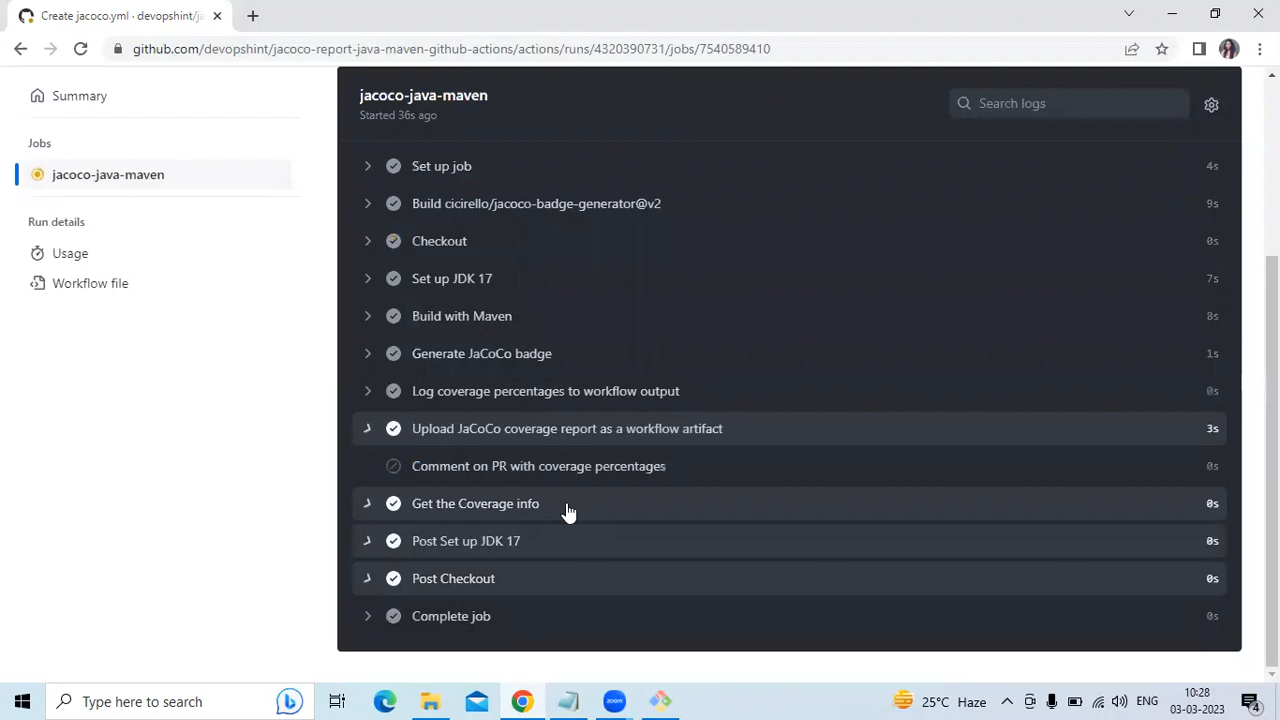 Create jacoco.yml · devopshint/ja
github.com/devopshint/jacoco-report-java-maven-github-actions/actions/runs/4320390731/jobs/7540589410
Summary
Jobs
jacoco-java-maven
Run details
Usage
Workflow file
jacoco-java-maven
Started 36s ago
Search logs
Set up job 4s
Build cicirello/jacoco-badge-generator@v2 9s
Checkout 0s
Set up JDK 17 7s
Build with Maven 8s
Generate JaCoCo badge 1s
Log coverage percentages to workflow output 0s
Upload JaCoCo coverage report as a workflow artifact 3s
Comment on PR with coverage percentages 0s
Get the Coverage info 0s
Post Set up JDK 17 0s
Post Checkout 0s
Complete job 0s
Type here to search
zoom
25°C Haze
ENG
10:28
03-03-2023
4